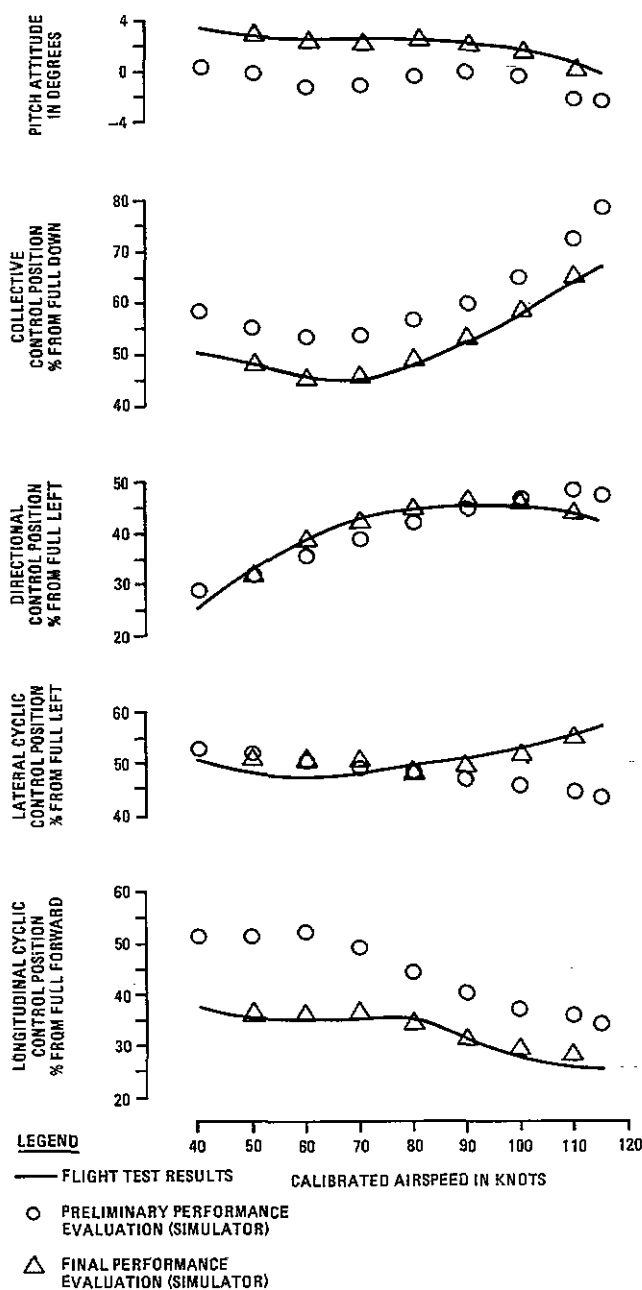 PITCH ATTITUDE
IN DEGREES
4
0
−4
COLLECTIVE
CONTROL POSITION
% FROM FULL DOWN
80
70
60
50
40
DIRECTIONAL
CONTROL POSITION
% FROM FULL LEFT
50
40
30
20
LATERAL CYCLIC
CONTROL POSITION
% FROM FULL LEFT
60
50
40
LONGITUDINAL CYCLIC
CONTROL POSITION
% FROM FULL FORWARD
60
50
40
30
20
40 50 60 70 80 90 100 110 120
CALIBRATED AIRSPEED IN KNOTS
LEGEND
FLIGHT TEST RESULTS
PRELIMINARY PERFORMANCE
EVALUATION (SIMULATOR)
FINAL PERFORMANCE
EVALUATION (SIMULATOR)